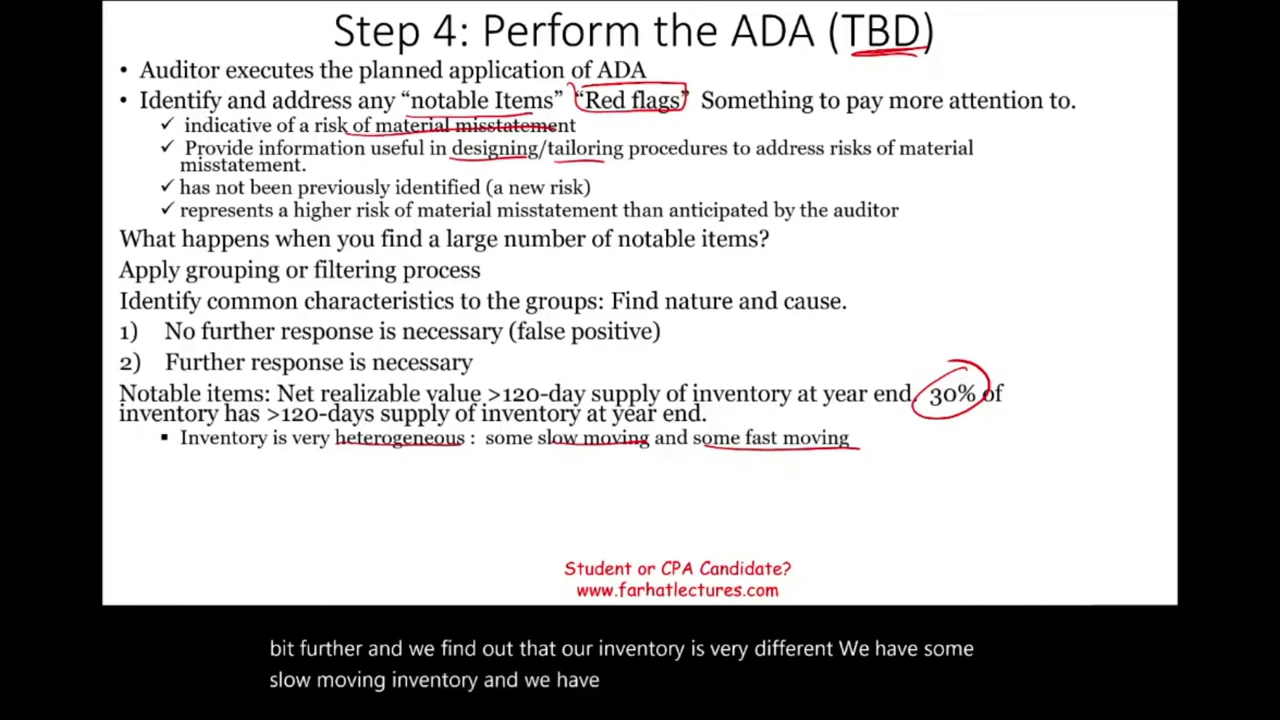 Step 4: Perform the ADA (TBD)
• Auditor executes the planned application of ADA
• Identify and address any “notable Items” “Red flags” Something to pay more attention to.
✓ indicative of a risk of material misstatement
✓ Provide information useful in designing/tailoring procedures to address risks of material
misstatement.
✓ has not been previously identified (a new risk)
✓ represents a higher risk of material misstatement than anticipated by the auditor
What happens when you find a large number of notable items?
Apply grouping or filtering process
Identify common characteristics to the groups: Find nature and cause.
1) No further response is necessary (false positive)
2) Further response is necessary
Notable items: Net realizable value >120-day supply of inventory at year end. 30% of
inventory has >120-days supply of inventory at year end.
▪ Inventory is very heterogeneous : some slow moving and some fast moving
Student or CPA Candidate?
www.farhatlectures.com
bit further and we find out that our inventory is very different We have some
slow moving inventory and we have